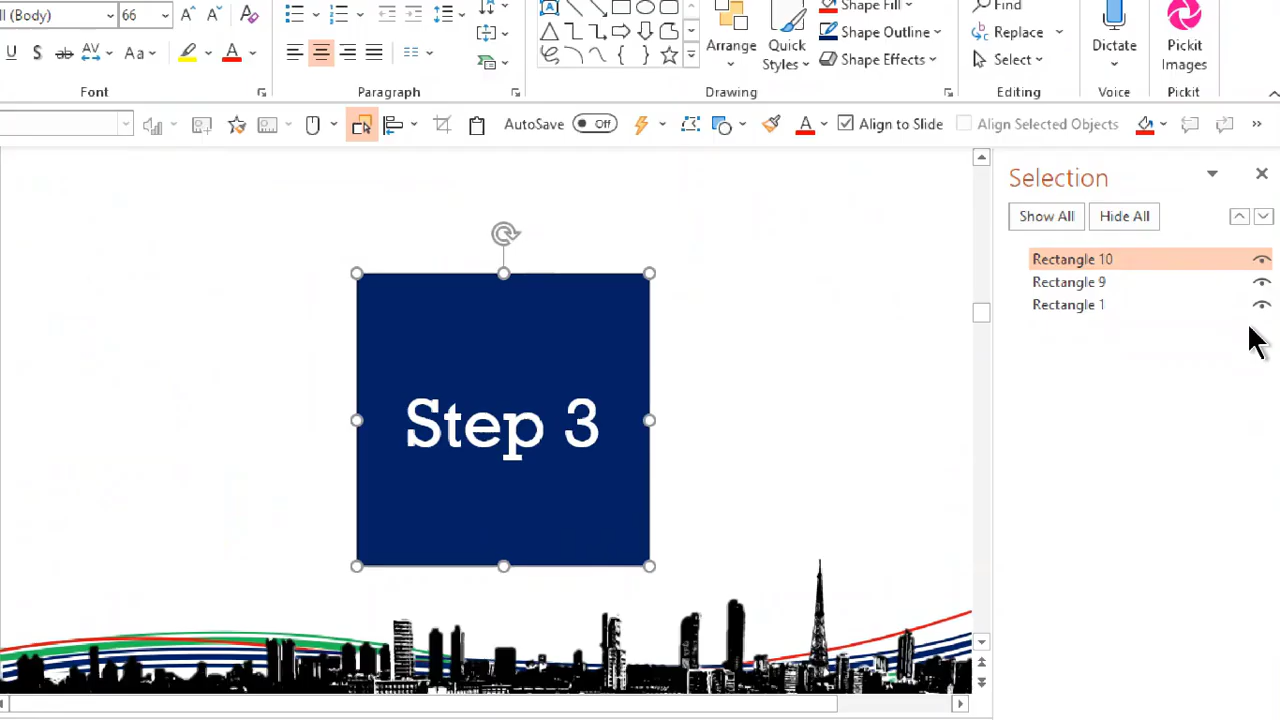 66
Aa
Font
Paragraph
Arrange
Quick Styles
Shape Fill
Shape Outline
Shape Effects
Drawing
Find
Replace
Select
Editing
Dictate
Voice
Pickit Images
Pickit
AutoSave Off
Align to Slide
Align Selected Objects
Selection
Show All Hide All
Rectangle 10
Rectangle 9
Rectangle 1
Step 3